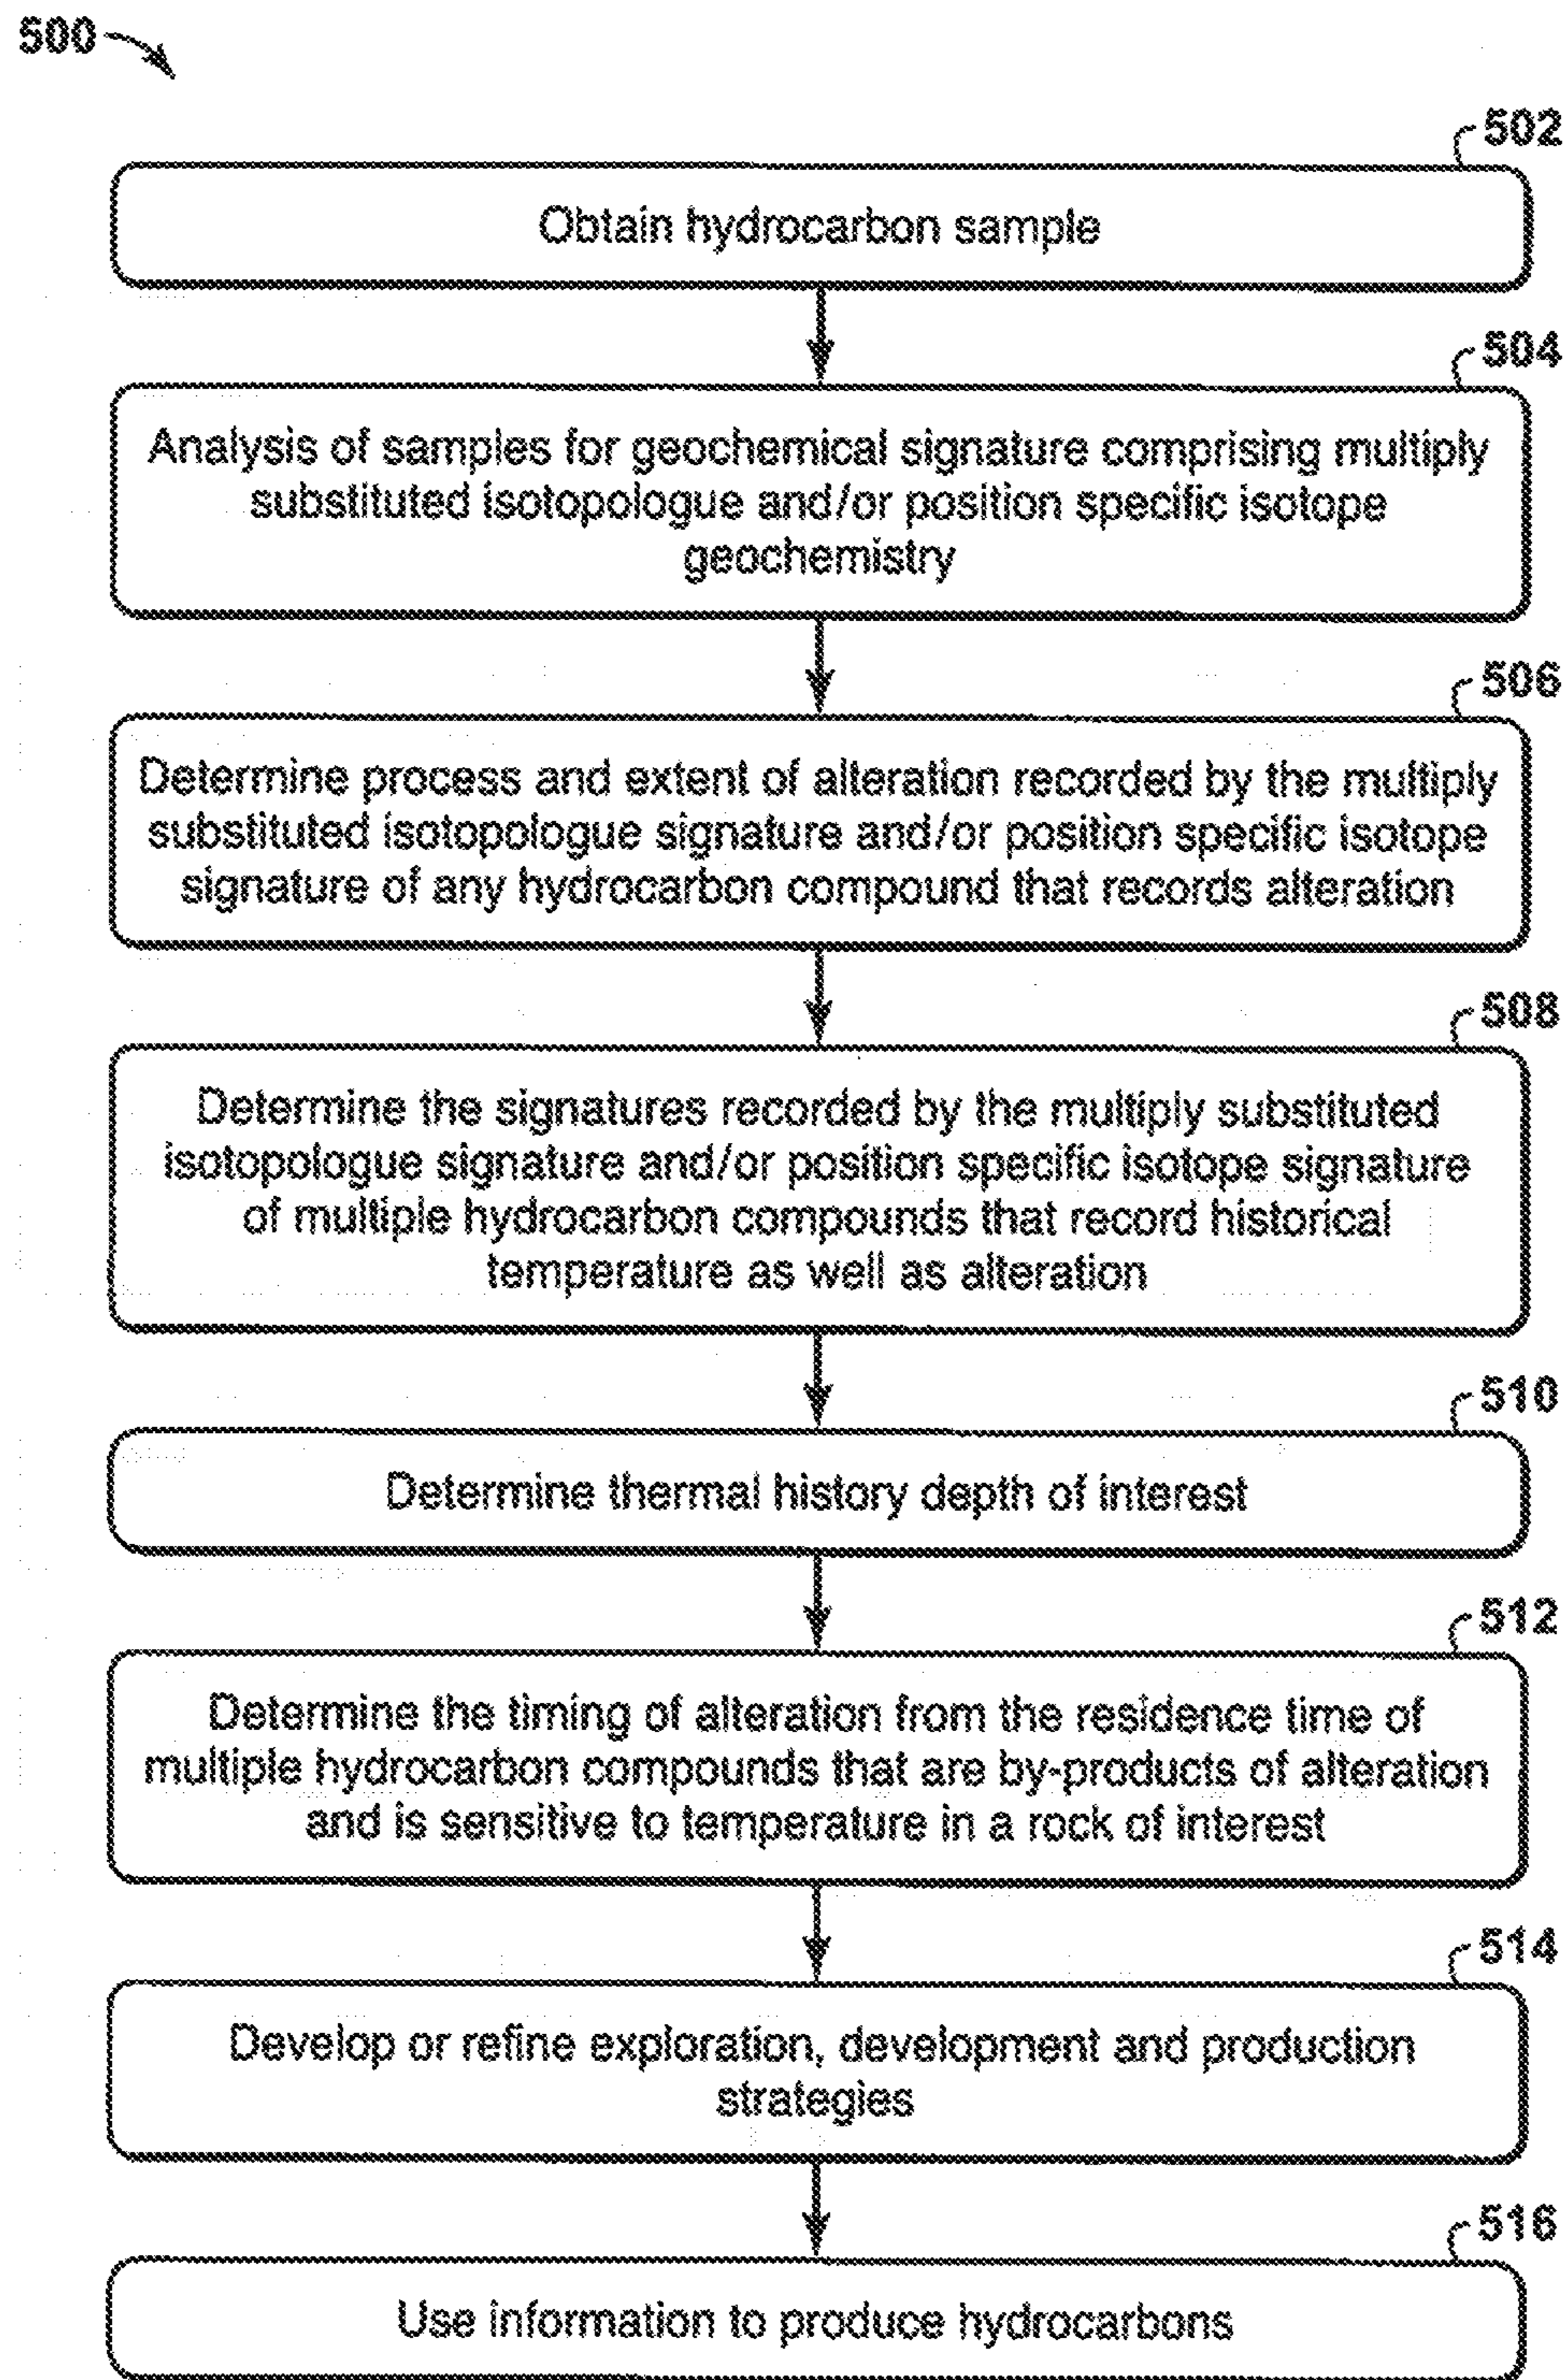 500
502
Obtain hydrocarbon sample
504
Analysis of samples for geochemical signature comprising multiply
substituted isotopologue and/or position specific isotope
geochemistry
506
Determine process and extent of alteration recorded by the multiply
substituted isotopologue signature and/or position specific isotope
signature of any hydrocarbon compound that records alteration
508
Determine the signatures recorded by the multiply substituted
isotopologue signature and/or position specific isotope signature
of multiple hydrocarbon compounds that record historical
temperature as well as alteration
510
Determine thermal history depth of interest
512
Determine the timing of alteration from the residence time of
multiple hydrocarbon compounds that are by-products of alteration
and is sensitive to temperature in a rock of interest
514
Develop or refine exploration, development and production
strategies
516
Use information to produce hydrocarbons